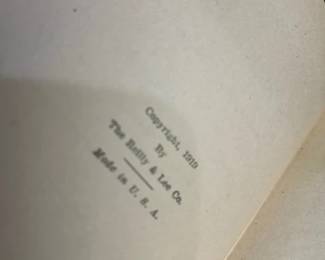 Copyright, 1919
By
The Reilly & Lee Co.
Made in U. S. A.